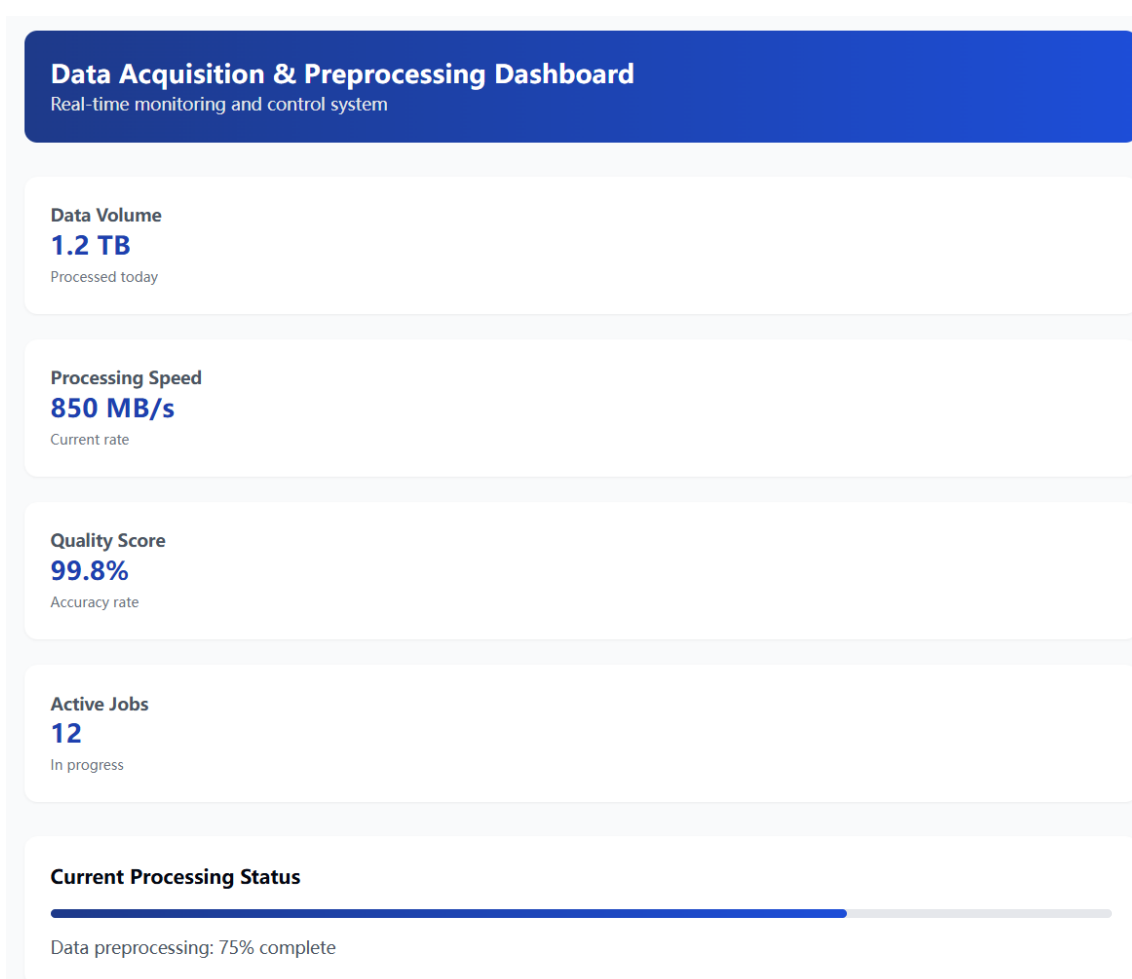 Data Acquisition & Preprocessing Dashboard
Real-time monitoring and control system
Data Volume
1.2 TB
Processed today
Processing Speed
850 MB/s
Current rate
Quality Score
99.8%
Accuracy rate
Active Jobs
12
In progress
Current Processing Status
Data preprocessing: 75% complete